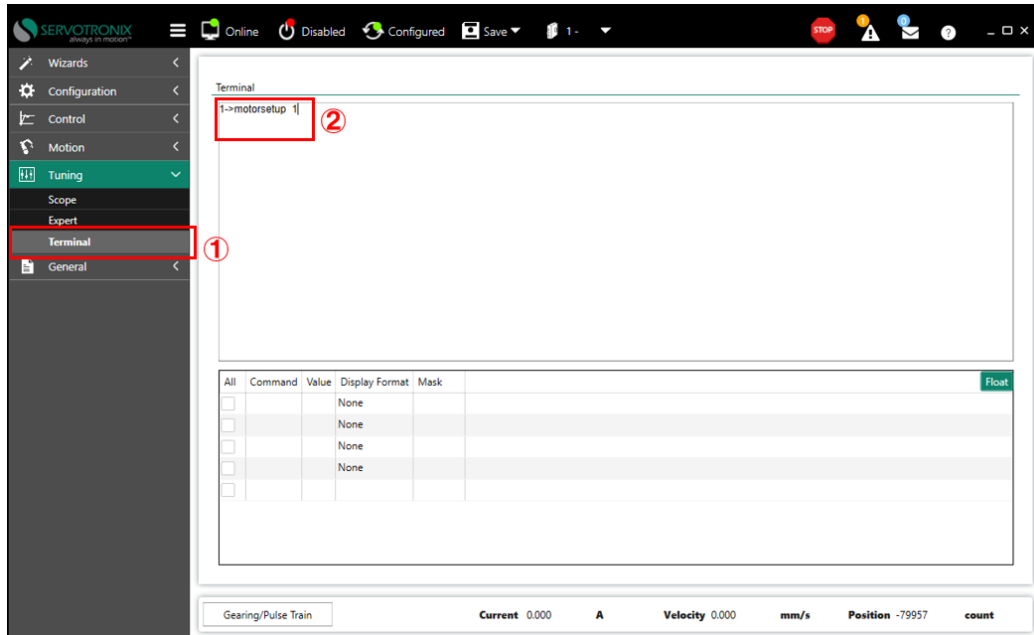 SERVOTRONIX
always in motion™
Online Disabled Configured Save 1 - STOP 1 0 ?
Wizards
Configuration
Control
Motion
Tuning
Scope
Expert
Terminal
General
①
Terminal
1->motorsetup 1
②
All Command Value Display Format Mask Float
None
None
None
None
Gearing/Pulse Train Current 0.000 A Velocity 0.000 mm/s Position -79957 count